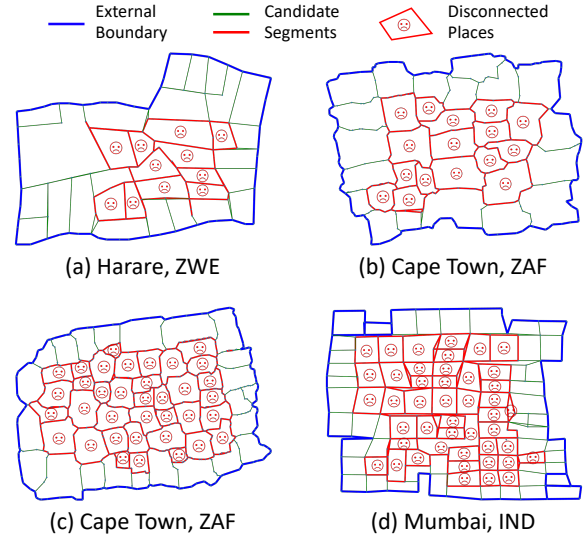 External Boundary
Candidate Segments
Disconnected Places
(a) Harare, ZWE
(b) Cape Town, ZAF
(c) Cape Town, ZAF
(d) Mumbai, IND